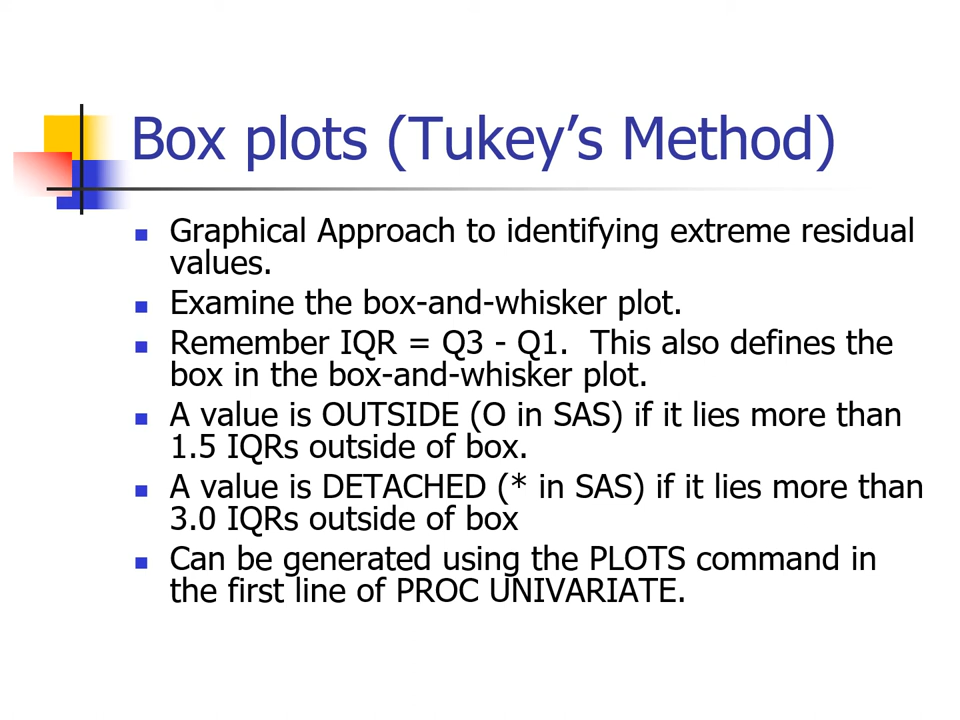 Box plots (Tukey’s Method)
Graphical Approach to identifying extreme residual
values.
Examine the box-and-whisker plot.
Remember IQR = Q3 - Q1.  This also defines the
box in the box-and-whisker plot.
A value is OUTSIDE (O in SAS) if it lies more than
1.5 IQRs outside of box.
A value is DETACHED (* in SAS) if it lies more than
3.0 IQRs outside of box
Can be generated using the PLOTS command in
the first line of PROC UNIVARIATE.